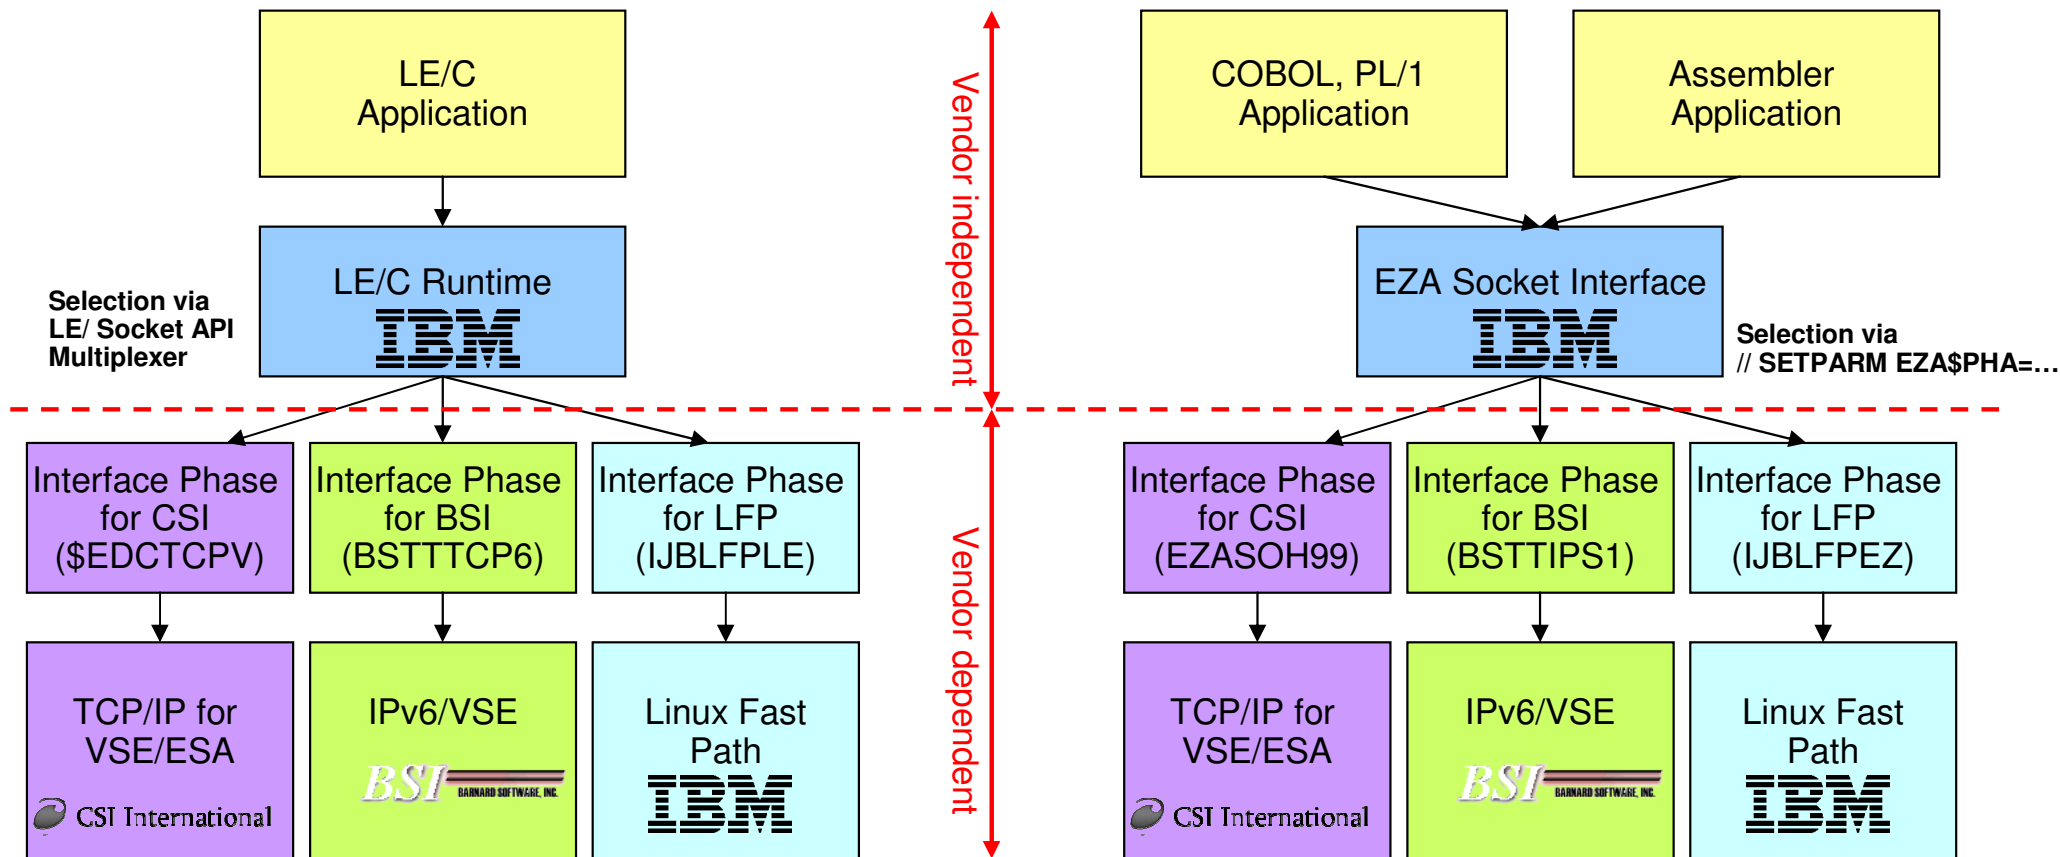 LE/C
Application
Vendor independent
COBOL, PL/1
Application
Assembler
Application
Selection via
LE/ Socket API
Multiplexer
LE/C Runtime
IBM
EZA Socket Interface
IBM
Selection via
// SETPARM EZA$PHA=…
Interface Phase
for CSI
($EDCTCPV)
Interface Phase
for BSI
(BSTTTCP6)
Interface Phase
for LFP
(IJBLFPLE)
Vendor dependent
Interface Phase
for CSI
(EZASOH99)
Interface Phase
for BSI
(BSTTIPS1)
Interface Phase
for LFP
(IJBLFPEZ)
TCP/IP for
VSE/ESA
CSI International
IPv6/VSE
BSI BARNARD SOFTWARE, INC.
Linux Fast
Path
IBM
TCP/IP for
VSE/ESA
CSI International
IPv6/VSE
BSI BARNARD SOFTWARE, INC.
Linux Fast
Path
IBM